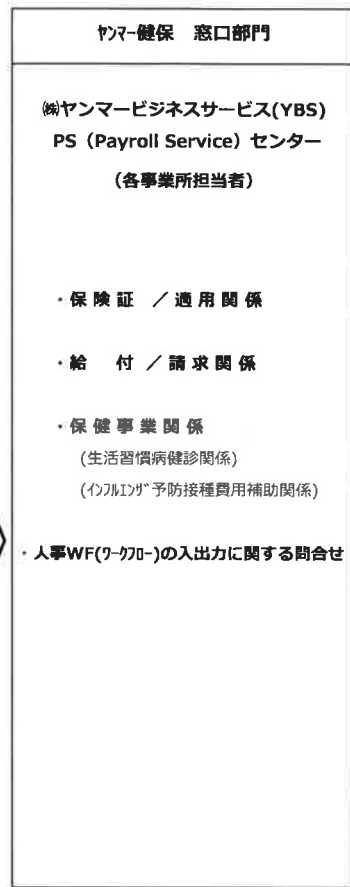 ﾔﾝﾏｰ健保　窓口部門
㈱ヤンマービジネスサービス(YBS)
PS（Payroll Service）センター
（各事業所担当者）
・保険証　／適用関係
・給　付／請求関係
・保健事業関係
(生活習慣病健診関係)
(ｲﾝﾌﾙｴﾝｻﾞ予防接種費用補助関係)
・人事WF(ﾜｰｸﾌﾛｰ)の入出力に関する問合せ